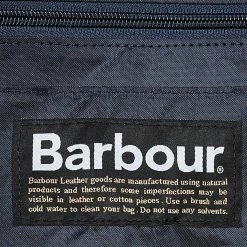 Barbour®
Barbour Leather goods are manufactured using natural
products and therefore some imperfections may be
visible in leather or cotton pieces. Use a brush and
cold water to clean your bag. Do not use any solvents.